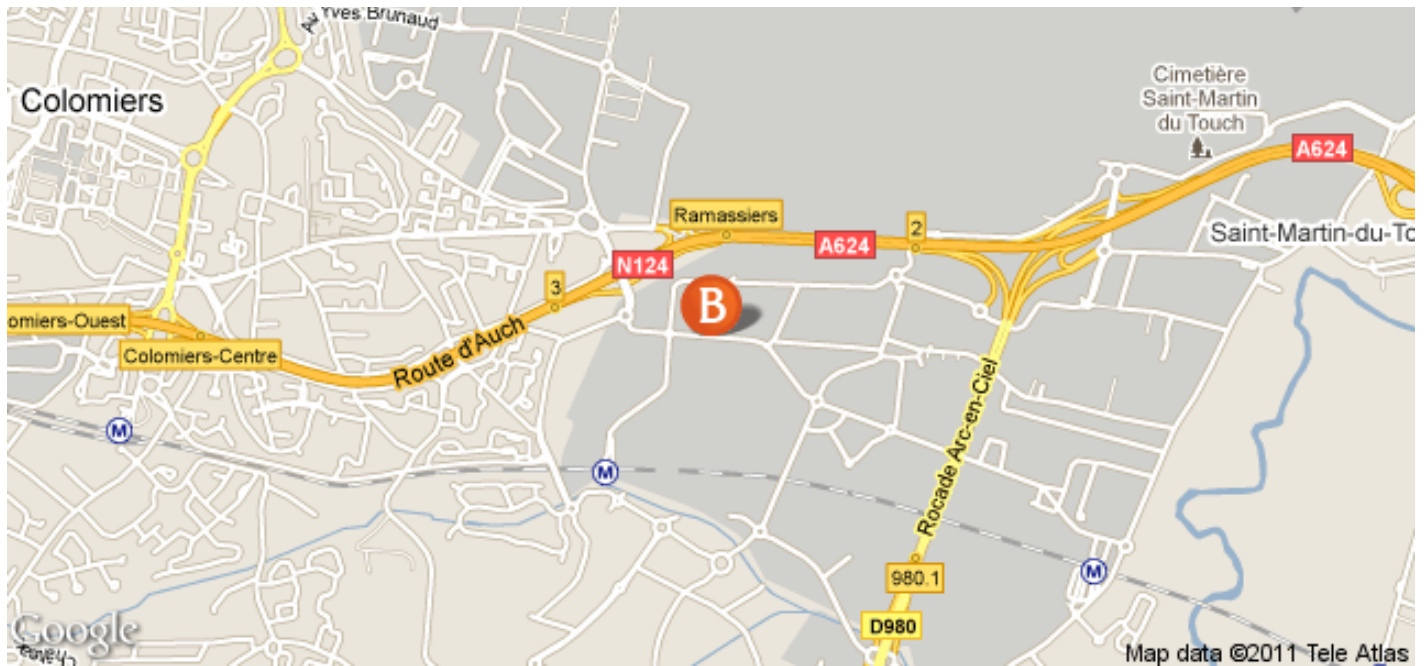 Yves Brunaud
Colomiers
Cimetière
Saint-Martin
du Touch
A624
Ramassiers
2
A624
Saint-Martin-du-To
N124
3
B
omiers-Ouest
Colomiers-Centre
Route d'Auch
Rocade Arc-en-Ciel
M
M
M
980.1
D980
Google
Map data ©2011 Tele Atlas